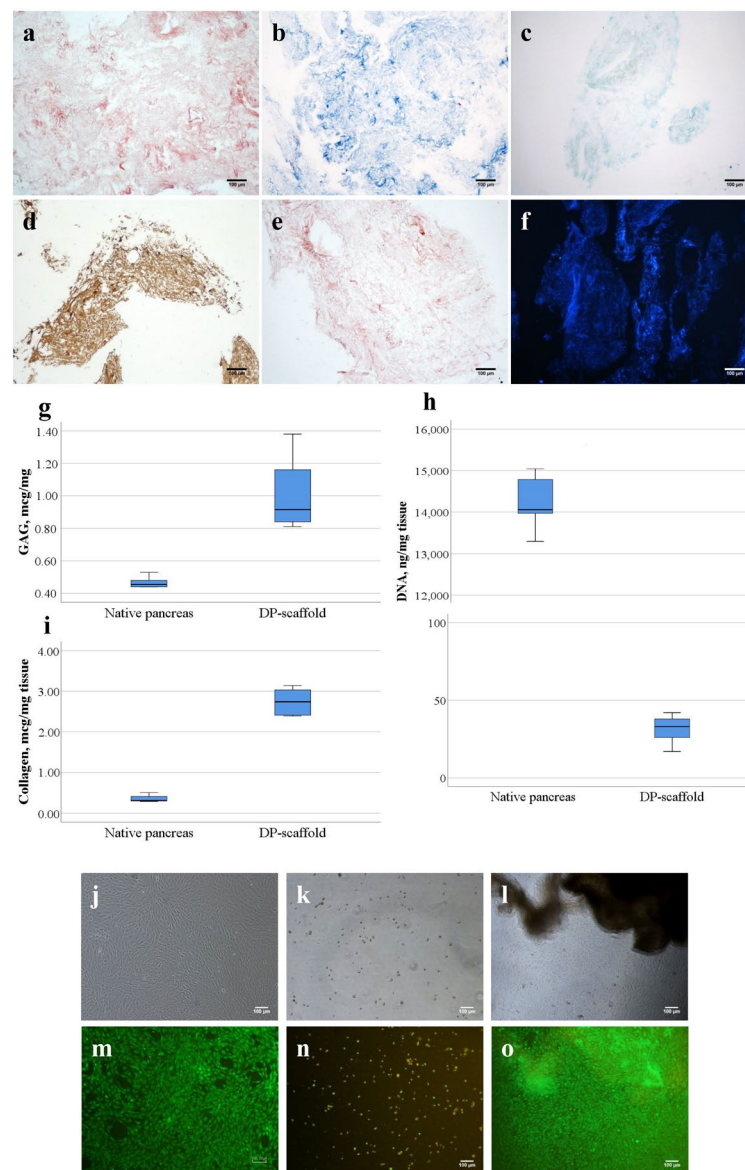 a b c
100 µm 100 µm 100 µm
d e f
100 µm 100 µm 100 µm
g
GAG, mcg/mg
1.40
1.20
1.00
0.80
0.60
0.40
Native pancreas DP-scaffold
h
DNA, ng/mg tissue
16,000
15,000
14,000
13,000
12,000
100
50
0
Native pancreas DP-scaffold
i
Collagen, mcg/mg tissue
4.00
3.00
2.00
1.00
0.00
Native pancreas DP-scaffold
j k l
100 µm 100 µm 100 µm
m n o
100 µm 100 µm